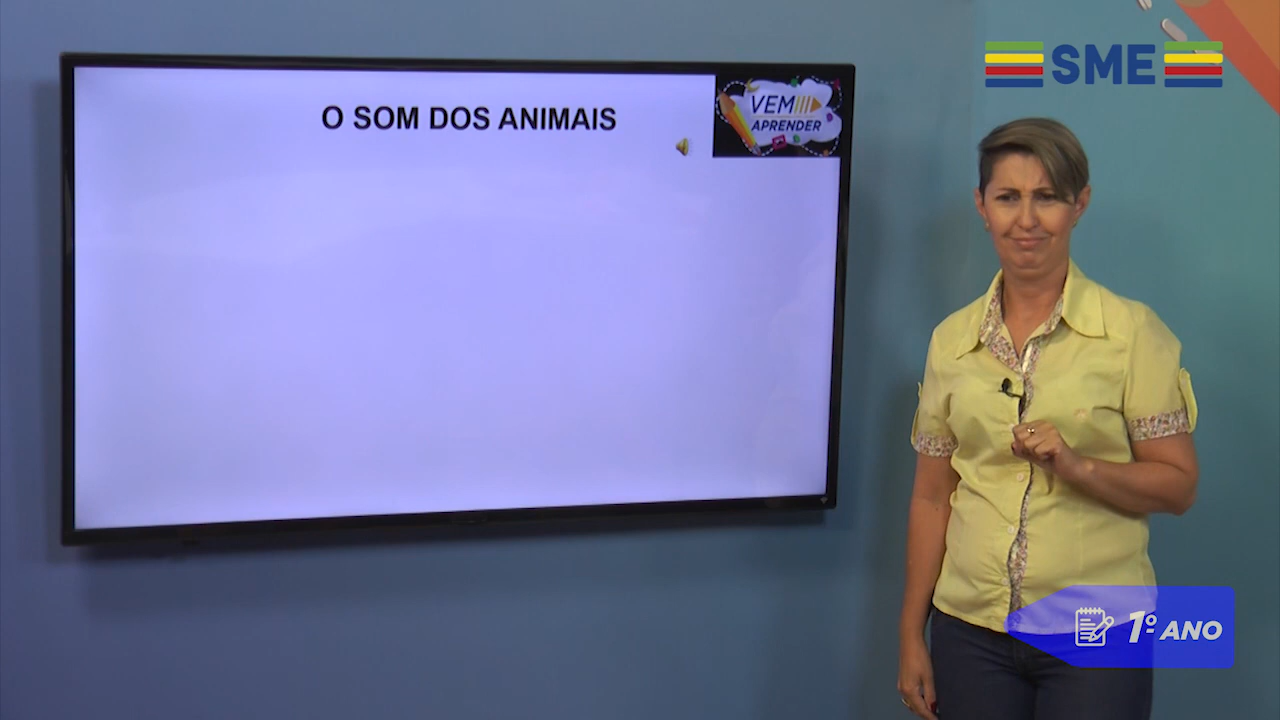 O SOM DOS ANIMAIS
VEM
APRENDER
SME
1º ANO